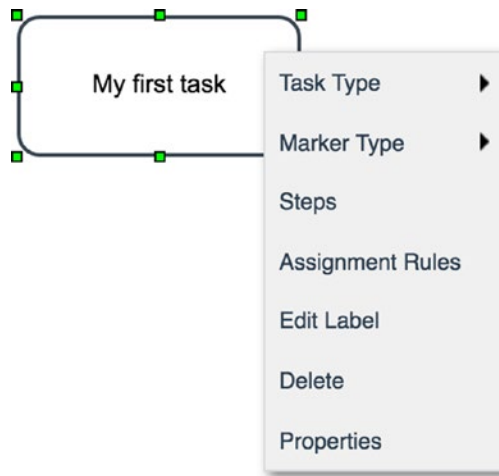 My first task
Task Type
Marker Type
Steps
Assignment Rules
Edit Label
Delete
Properties